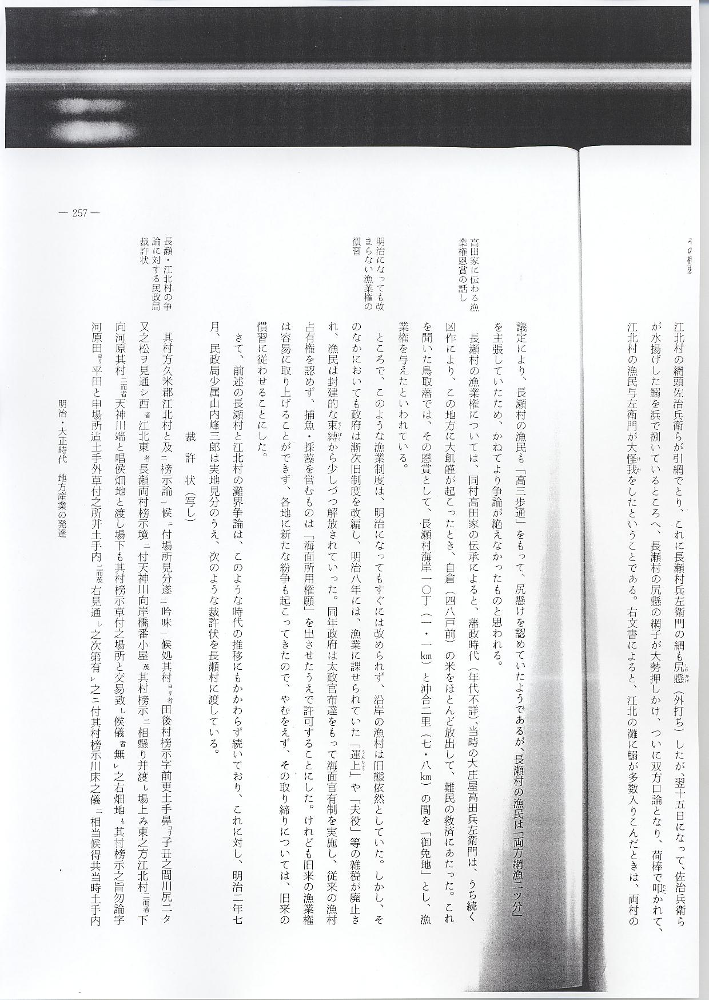 その概要
江北村の網頭佐治兵衛らが引網でとり、これに長瀬村兵左衛門の網も尻懸（外打ち）したが、翌十五日になって、佐治兵衛ら
が水揚げした鰯を浜で捌いているところへ、長瀬村の尻懸の網子が大勢押しかけ、ついに双方口論となり、荷棒で叩かれて、
江北村の漁民与左衛門が大怪我をしたということである。右文書によると、江北の灘に鰯が多数入りこんだときは、両村の
議定により、長瀬村の漁民も「高三歩通」をもって、尻懸けを認めていたようであるが、長瀬村の漁民は「両方網漁二ッ分」
を主張していたため、かねてより争論が絶えなかったものと思われる。
高田家に伝わる漁
業権恩賞の話し
長瀬村の漁業権については、同村高田家の伝承によると、藩政時代（年代不詳）、当時の大庄屋高田兵左衛門は、うち続く
凶作により、この地方に大飢饉が起こったとき、自倉（四八戸前）の米をほとんど放出して、難民の救済にあたった。これ
を聞いた鳥取藩では、その恩賞として、長瀬村海岸一〇丁（一・一km）と沖合二里（七・八km）の間を「御免地」とし、漁
業権を与えたといわれている。
明治になっても改
まらない漁業権の
慣習
ところで、このような漁業制度は、明治になってもすぐには改められず、沿岸の漁村は旧態依然としていた。しかし、そ
のなかにおいても政府は漸次旧制度を改編し、明治八年には、漁業に課せられていた「運上」や「夫役」等の雑税が廃止さ
れ、漁民は封建的な束縛から少しづつ解放されていった。同年政府は太政官布達をもって海面官有制を実施し、従来の漁村
占有権を認めず、捕魚・採藻を営むものは「海面所用権願」を出させたうえで許可することにした。けれども旧来の漁業権
は容易に取り上げることができず、各地に新たな紛争も起こってきたので、やむをえず、その取り締りについては、旧来の
慣習に従わせることにした。
さて、前述の長瀬村と江北村の灘界争論は、このような時代の推移にもかかわらず続いており、これに対し、明治二年七
月、民政局少属山内峰三郎は実地見分のうえ、次のような裁許状を長瀬村に渡している。
裁許状（写し）
長瀬・江北村の争
論に対する民政局
裁許状
其村方久米郡江北村と及ニ榜示論一候ニ付場所見分遂ニ吟味一候処其村ヨリ者田後村榜示字前更土手鼻ヨリ子丑之間川尻二タ
又之松ヲ見通シ西者江北東者長瀬両村榜示境ニ付天神川向岸橋番小屋茂其村榜示ニ相懸り并渡し場上み東之方江北村ニ而者下
向河原其村ニ而者天神川端と唱候畑地と渡し場下も其村榜示草付之場所と交易致し候儀者無レ之右畑地も其村榜示之旨勿論字
河原田ヨリ平田と申場所迠土手外草付之所并土手内ニ而茂右見通し之次第有レ之ニ付其村榜示川床之儀ニ相当候得共当時土手内
明治・大正時代　地方産業の発達
— 257 —